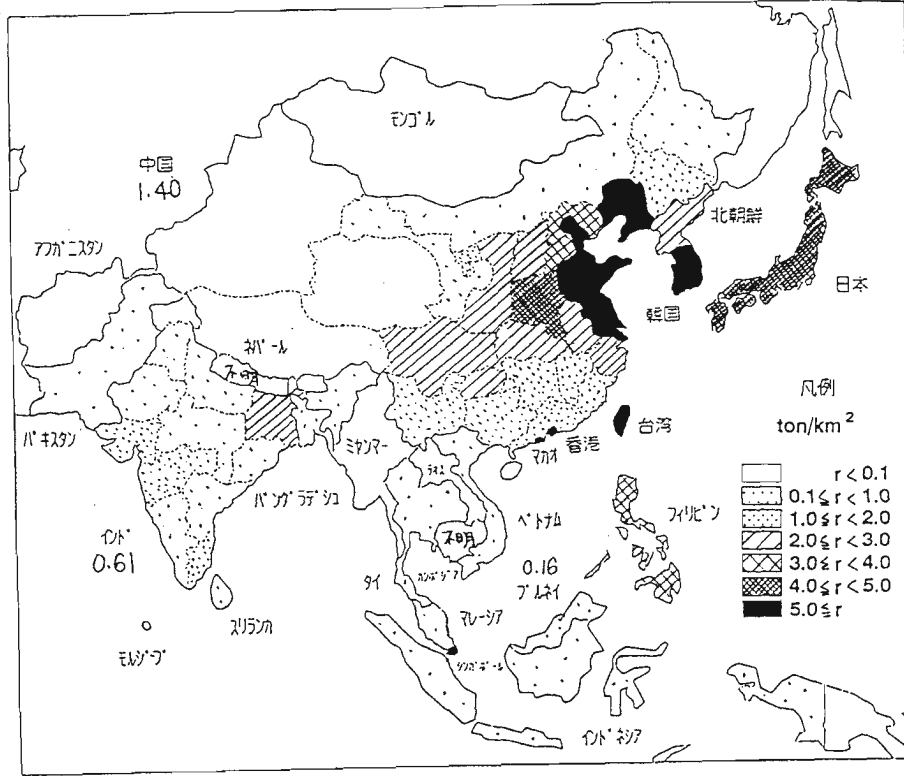 モンゴル
中国
1.40
北朝鮮
アフガニスタン
日本
韓国
ネパール
不明
凡例
ton/km²
台湾
香港
マカオ
パキスタン
ミャンマー
ラオス
バングラデシュ
r<0.1
0.1≦r<1.0
1.0≦r<2.0
2.0≦r<3.0
3.0≦r<4.0
4.0≦r<5.0
5.0≦r
フィリピン
ベトナム
不明
インド
0.61
0.16
ブルネイ
カンボジア
タイ
マレーシア
スリランカ
モルジーブ
シンガポール
インドネシア